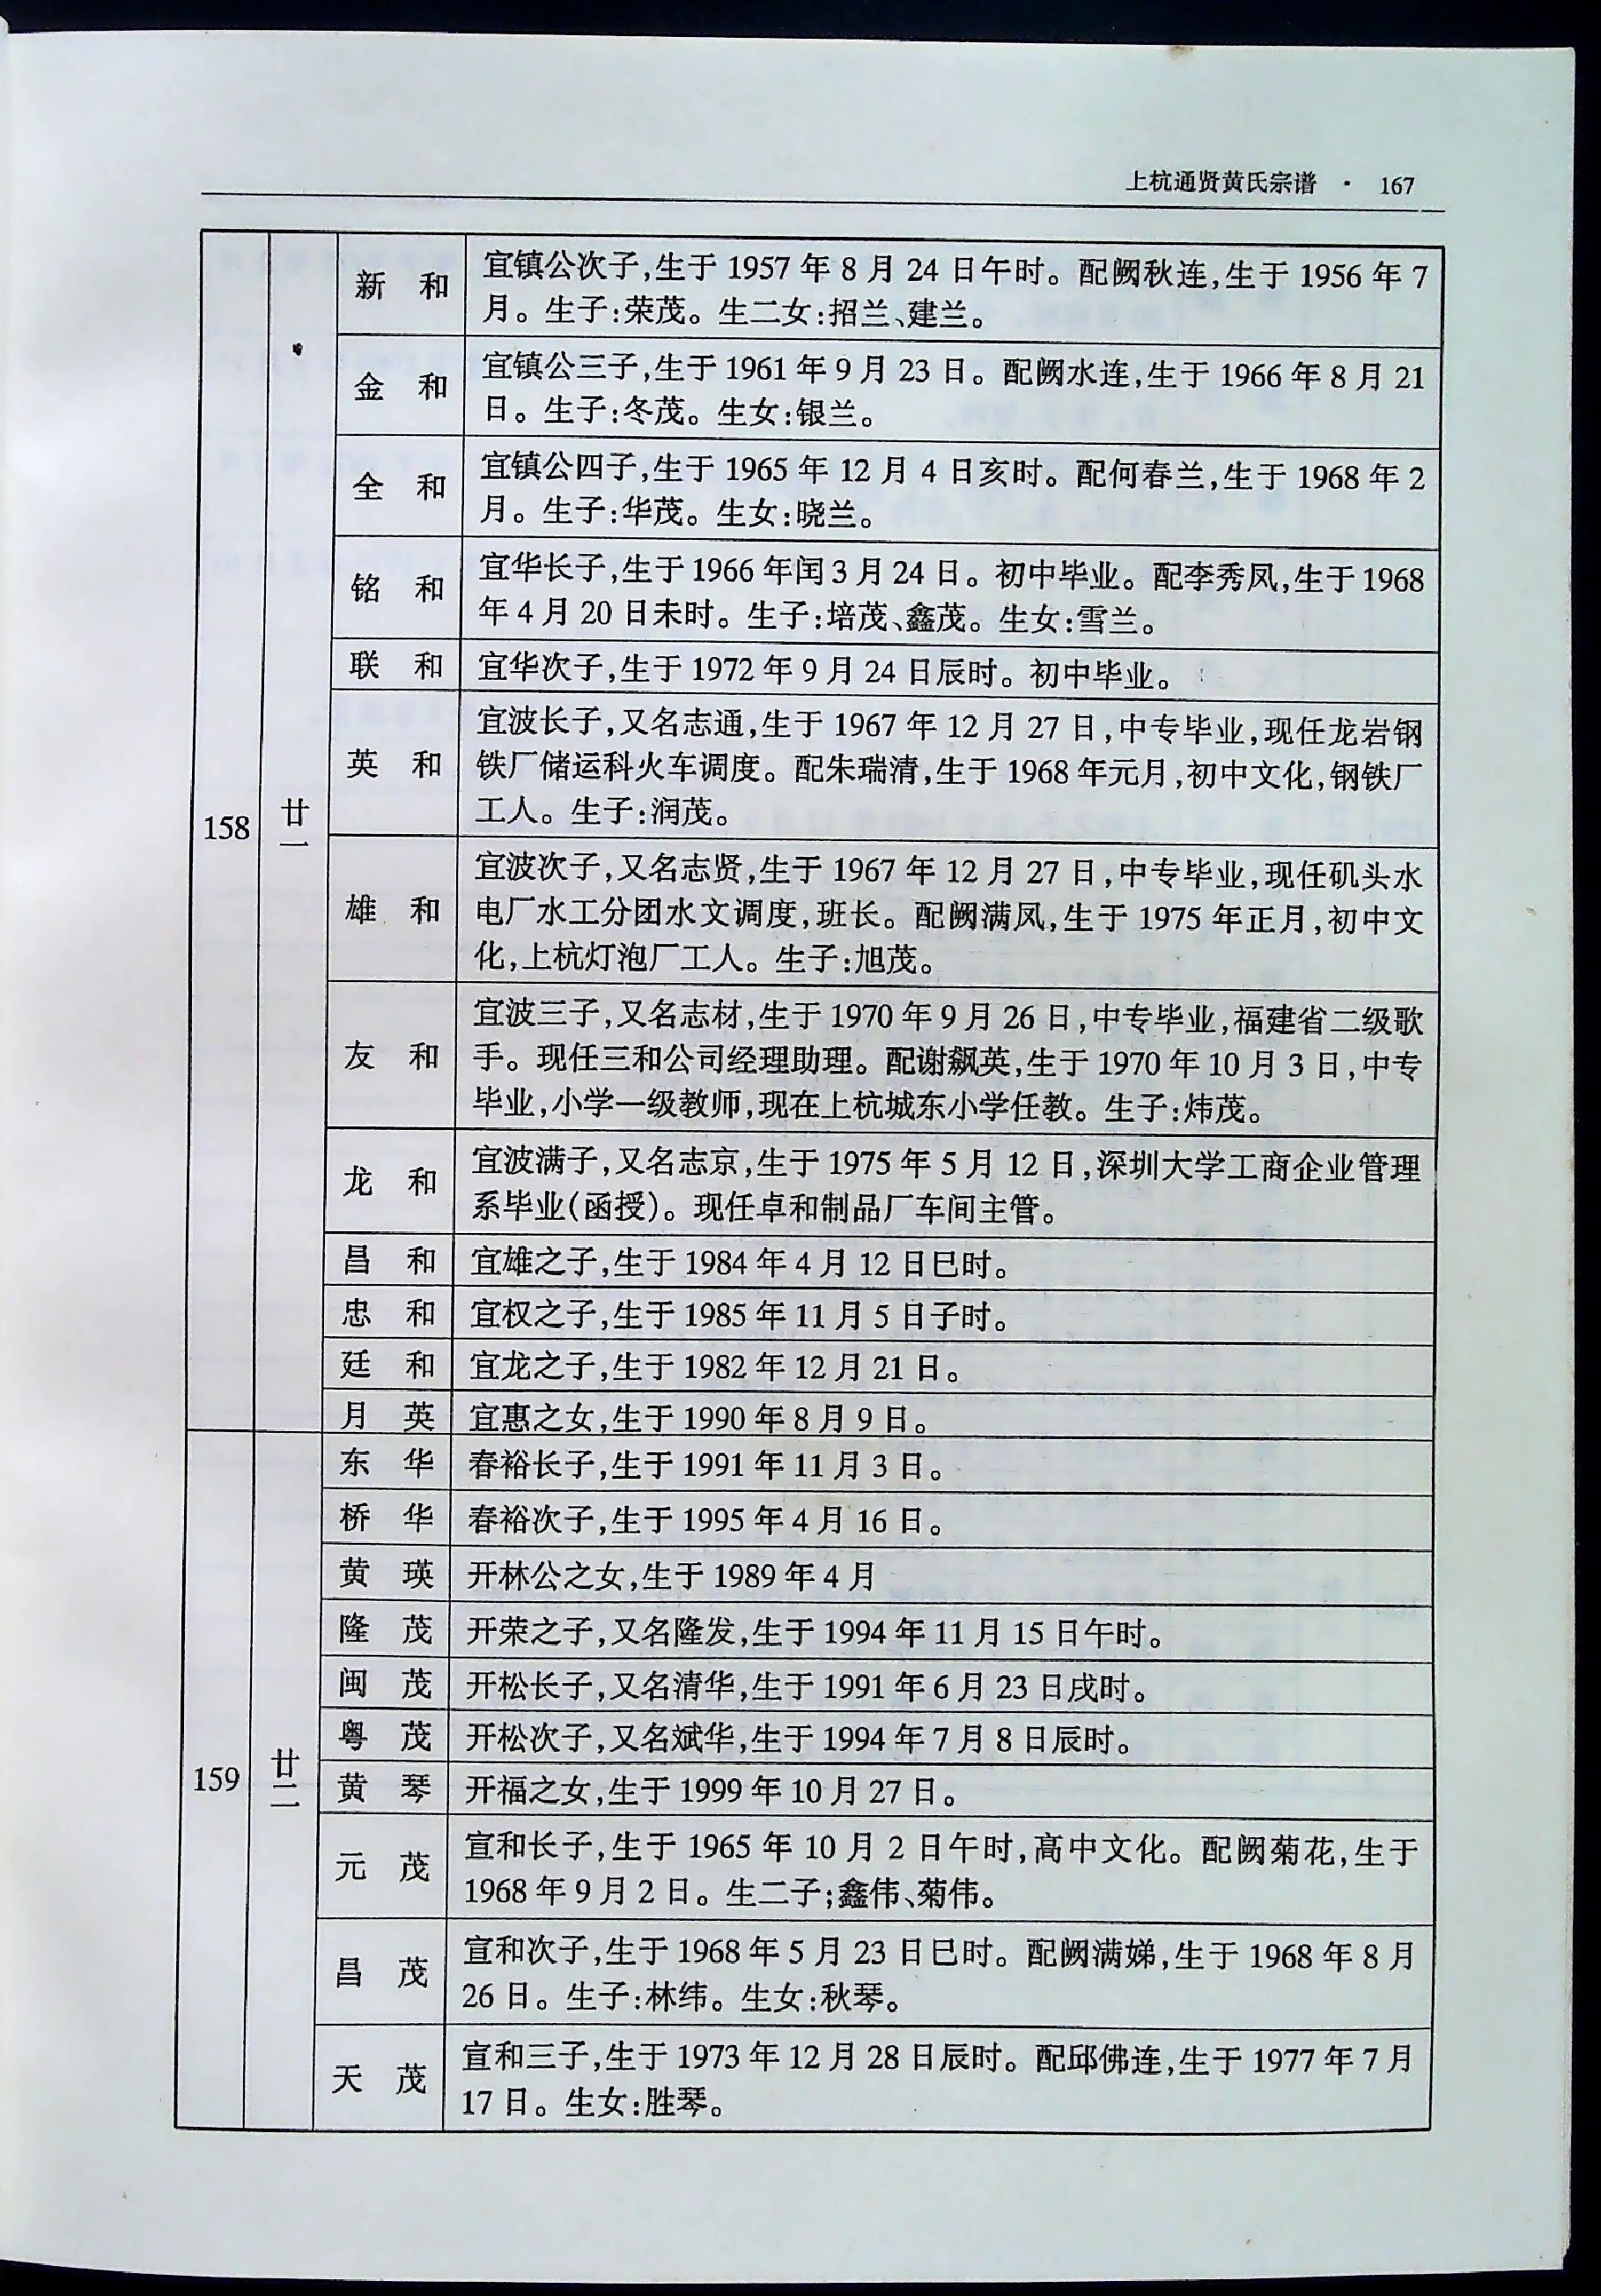 上杭通贤黄氏宗谱 · 167
158
廿一
新 和
宜镇公次子,生于 1957 年 8 月 24 日午时。配阙秋连,生于 1956 年 7
月。生子:荣茂。生二女:招兰、建兰。
金 和
宜镇公三子,生于 1961 年 9 月 23 日。配阙水连,生于 1966 年 8 月 21
日。生子:冬茂。生女:银兰。
全 和
宜镇公四子,生于 1965 年 12 月 4 日亥时。配何春兰,生于 1968 年 2
月。生子:华茂。生女:晓兰。
铭 和
宜华长子,生于 1966 年闰 3 月 24 日。初中毕业。配李秀凤,生于 1968
年 4 月 20 日未时。生子:培茂、鑫茂。生女:雪兰。
联 和
宜华次子,生于 1972 年 9 月 24 日辰时。初中毕业。
英 和
宜波长子,又名志通,生于 1967 年 12 月 27 日,中专毕业,现任龙岩钢
铁厂储运科火车调度。配朱瑞清,生于 1968 年元月,初中文化,钢铁厂
工人。生子:润茂。
雄 和
宜波次子,又名志贤,生于 1967 年 12 月 27 日,中专毕业,现任矶头水
电厂水工分团水文调度,班长。配阙满凤,生于 1975 年正月,初中文
化,上杭灯泡厂工人。生子:旭茂。
友 和
宜波三子,又名志材,生于 1970 年 9 月 26 日,中专毕业,福建省二级歌
手。现任三和公司经理助理。配谢飙英,生于 1970 年 10 月 3 日,中专
毕业,小学一级教师,现在上杭城东小学任教。生子:炜茂。
龙 和
宜波满子,又名志京,生于 1975 年 5 月 12 日,深圳大学工商企业管理
系毕业(函授)。现任卓和制品厂车间主管。
昌 和
宜雄之子,生于 1984 年 4 月 12 日巳时。
忠 和
宜权之子,生于 1985 年 11 月 5 日子时。
廷 和
宜龙之子,生于 1982 年 12 月 21 日。
月 英
宜惠之女,生于 1990 年 8 月 9 日。
159
廿二
东 华
春裕长子,生于 1991 年 11 月 3 日。
桥 华
春裕次子,生于 1995 年 4 月 16 日。
黄 瑛
开林公之女,生于 1989 年 4 月
隆 茂
开荣之子,又名隆发,生于 1994 年 11 月 15 日午时。
闽 茂
开松长子,又名清华,生于 1991 年 6 月 23 日戌时。
粤 茂
开松次子,又名斌华,生于 1994 年 7 月 8 日辰时。
黄 琴
开福之女,生于 1999 年 10 月 27 日。
元 茂
宣和长子,生于 1965 年 10 月 2 日午时,高中文化。配阙菊花,生于
1968 年 9 月 2 日。生二子;鑫伟、菊伟。
昌 茂
宣和次子,生于 1968 年 5 月 23 日巳时。配阙满娣,生于 1968 年 8 月
26 日。生子:林纬。生女:秋琴。
天 茂
宣和三子,生于 1973 年 12 月 28 日辰时。配邱佛连,生于 1977 年 7 月
17 日。生女:胜琴。